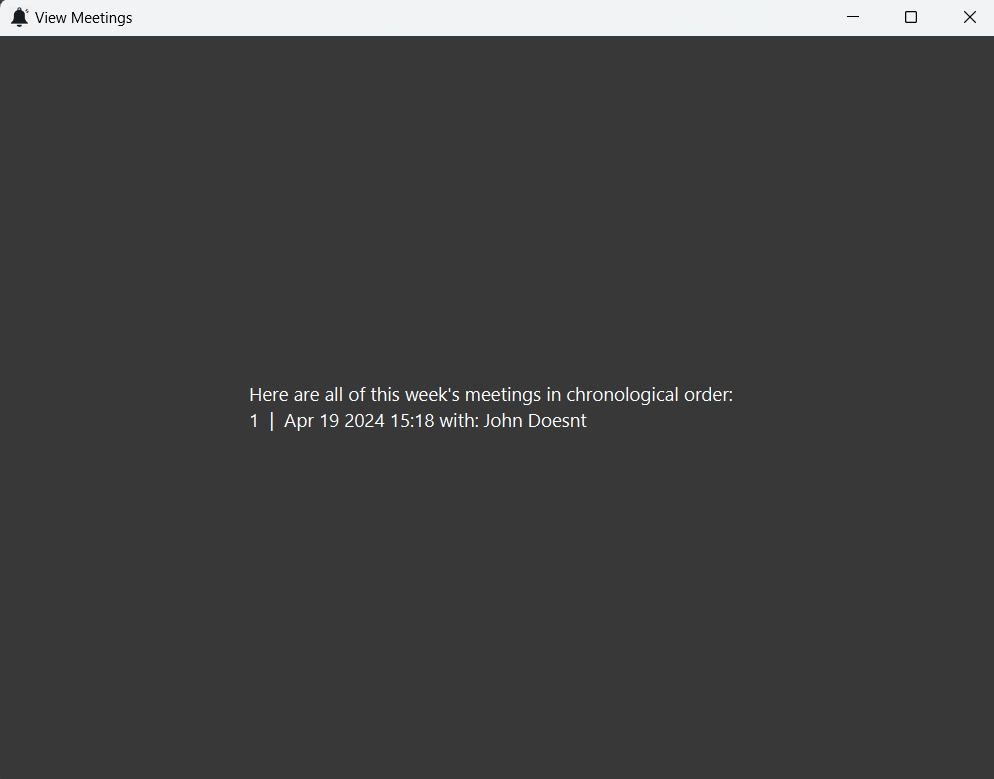 View Meetings
Here are all of this week's meetings in chronological order:
1 | Apr 19 2024 15:18 with: John Doesnt